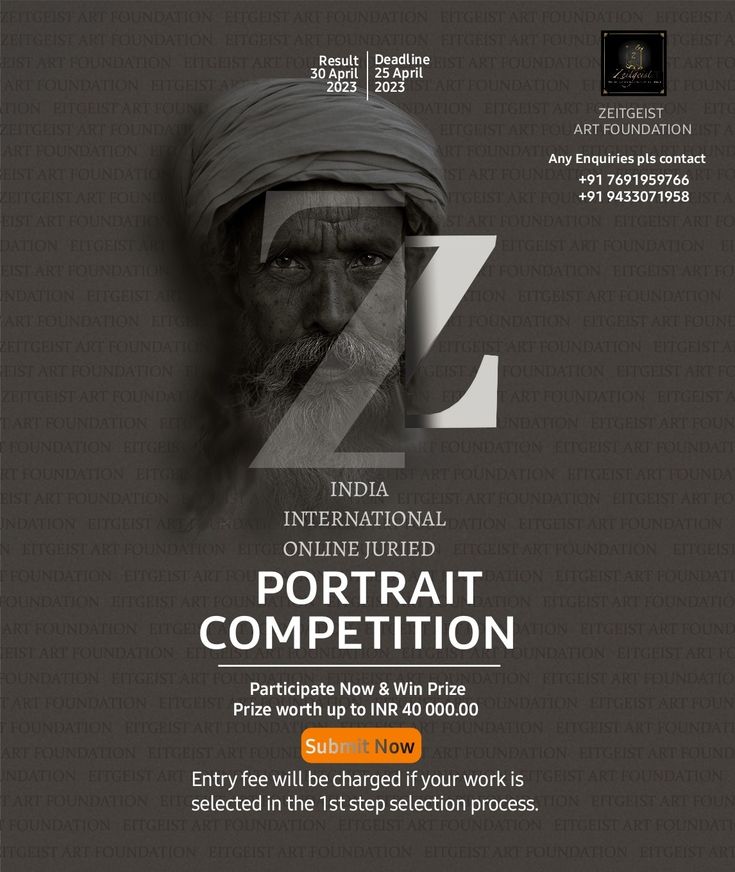 Result
30 April
2023
Deadline
25 April
2023
Zeitgeist
ZEITGEIST
ART FOUNDATION
Any Enquiries pls contact
+91 7691959766
+91 9433071958
Z
Z
INDIA
INTERNATIONAL
ONLINE JURIED
PORTRAIT
COMPETITION
Participate Now & Win Prize
Prize worth up to INR 40 000.00
Submit Now
Entry fee will be charged if your work is
selected in the 1st step selection process.